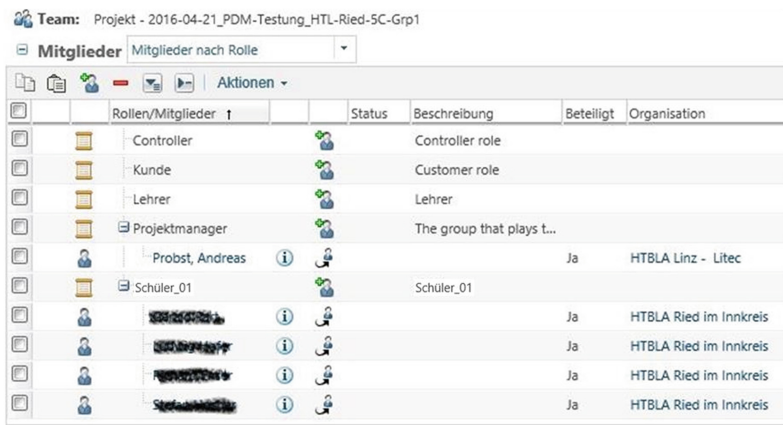 Team: Projekt - 2016-04-21_PDM-Testung_HTL-Ried-5C-Grp1
Mitglieder Mitglieder nach Rolle
Aktionen
Rollen/Mitglieder ↑ Status Beschreibung Beteiligt Organisation
Controller Controller role
Kunde Customer role
Lehrer Lehrer
Projektmanager The group that plays t...
Probst, Andreas Ja HTBLA Linz - Litec
Schüler_01 Schüler_01
Ja HTBLA Ried im Innkreis
Ja HTBLA Ried im Innkreis
Ja HTBLA Ried im Innkreis
Ja HTBLA Ried im Innkreis